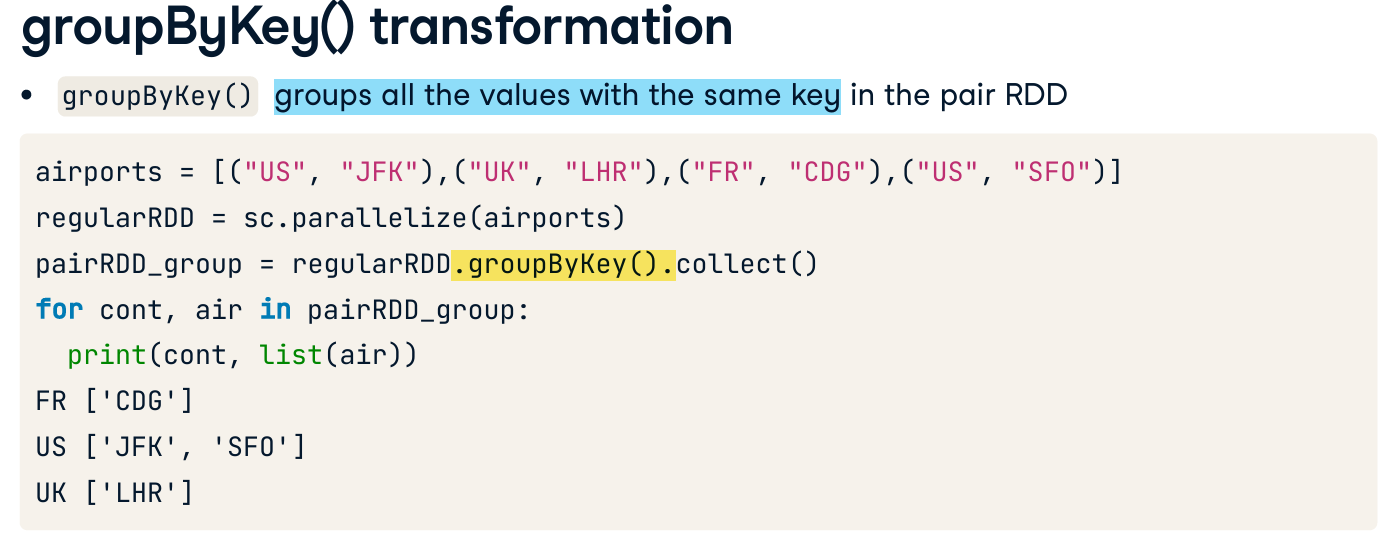 groupByKey() transformation
• groupByKey() groups all the values with the same key in the pair RDD
airports = [("US", "JFK"),("UK", "LHR"),("FR", "CDG"),("US", "SFO")]
regularRDD = sc.parallelize(airports)
pairRDD_group = regularRDD.groupByKey().collect()
for cont, air in pairRDD_group:
  print(cont, list(air))
FR ['CDG']
US ['JFK', 'SFO']
UK ['LHR']